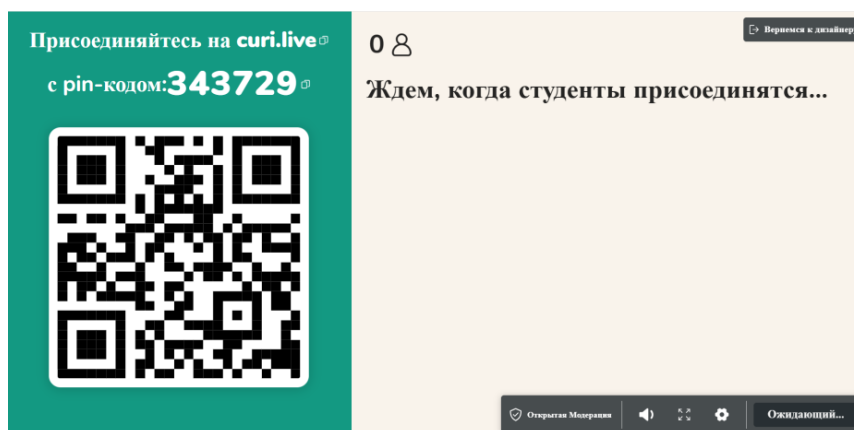 Присоединяйтесь на curi.live
с pin-кодом:343729
0
Вернемся к дизайнер
Ждем, когда студенты присоединятся...
Открытая Модерация
Ожидающий...